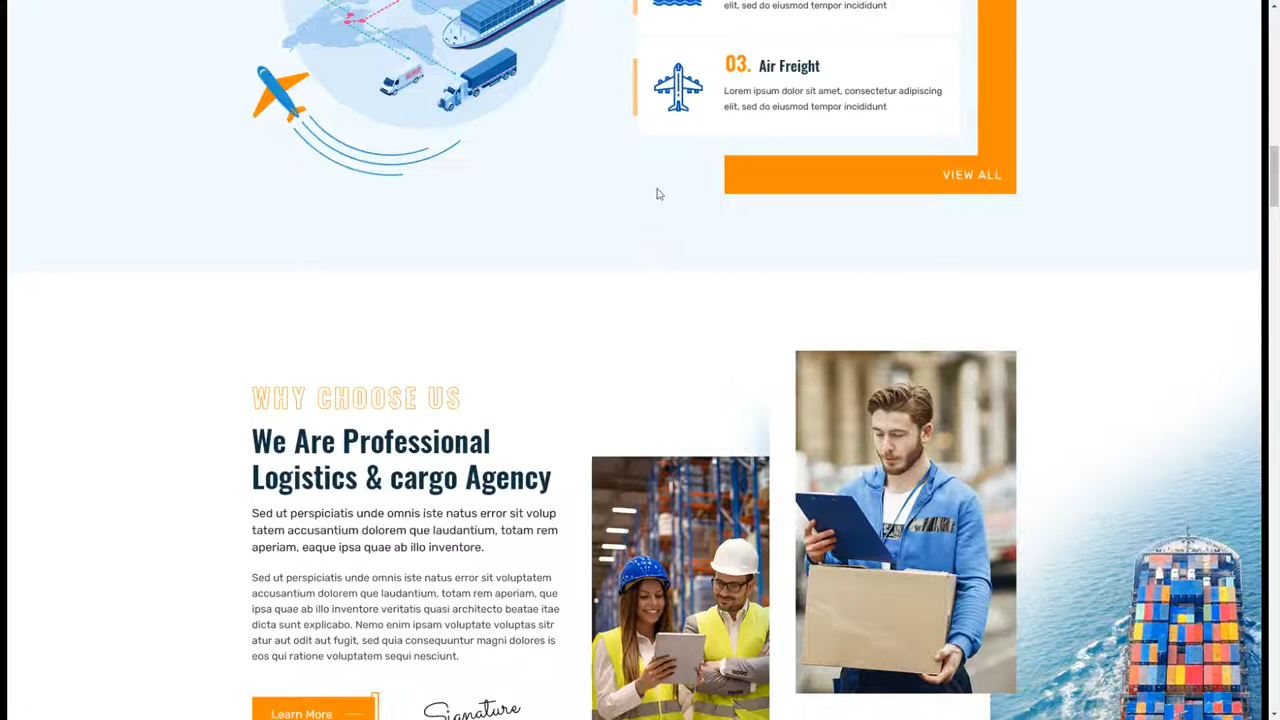 elit, sed do eiusmod tempor incididunt
03. Air Freight
Lorem ipsum dolor sit amet, consectetur adipiscing
elit, sed do eiusmod tempor incididunt
VIEW ALL
WHY CHOOSE US
We Are Professional
Logistics & cargo Agency
Sed ut perspiciatis unde omnis iste natus error sit volup
tatem accusantium dolorem que laudantium, totam rem
aperiam, eaque ipsa quae ab illo inventore.
Sed ut perspiciatis unde omnis iste natus error sit voluptatem
accusantium doloremque laudantium. totam rem aperiam, que
ipsa quae ab illo inventore veritatis quasi architecto beatae itae
dicta sunt explicabo. Nemo enim ipsam voluptate voluptas sitr
atur aut odit aut fugit, sed quia consequuntur magni dolores is
eos qui ratione voluptatem sequi nesciunt.
Learn More
Signature